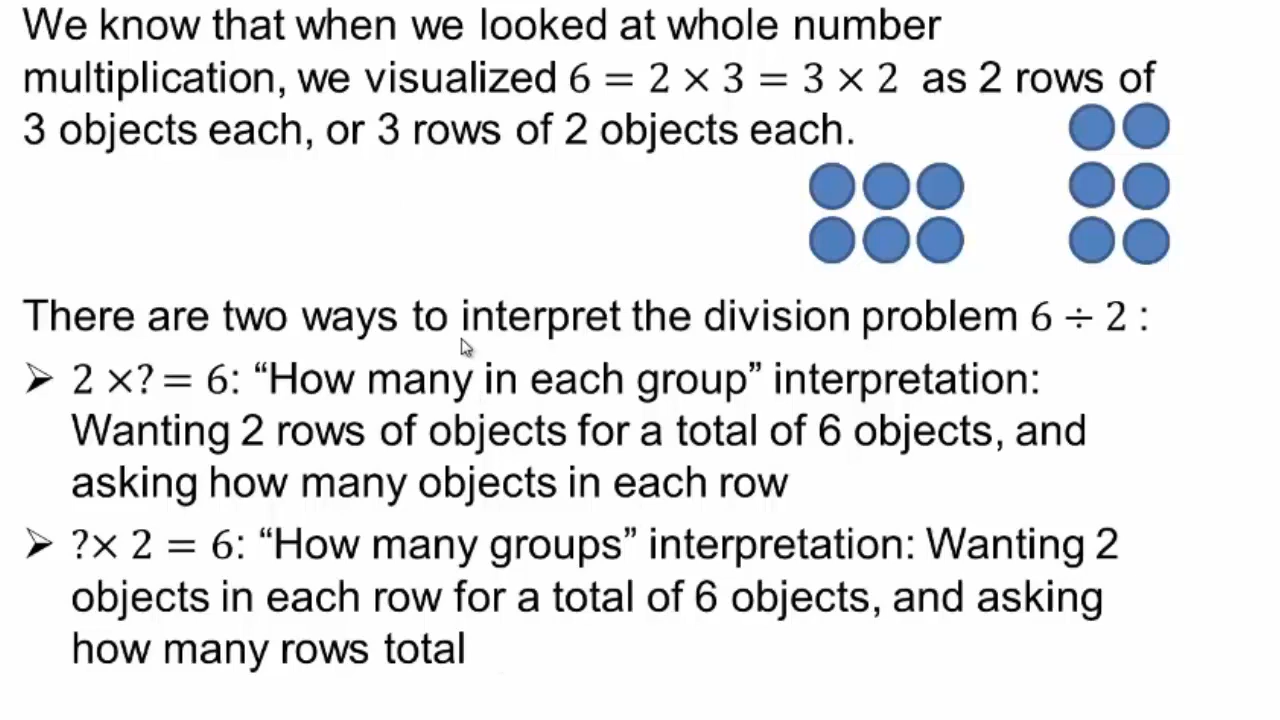 We know that when we looked at whole number
multiplication, we visualized 6 = 2 × 3 = 3 × 2 as 2 rows of
3 objects each, or 3 rows of 2 objects each.
There are two ways to interpret the division problem 6 ÷ 2 :
➢ 2 ×? = 6: “How many in each group” interpretation:
Wanting 2 rows of objects for a total of 6 objects, and
asking how many objects in each row
➢ ?× 2 = 6: “How many groups” interpretation: Wanting 2
objects in each row for a total of 6 objects, and asking
how many rows total